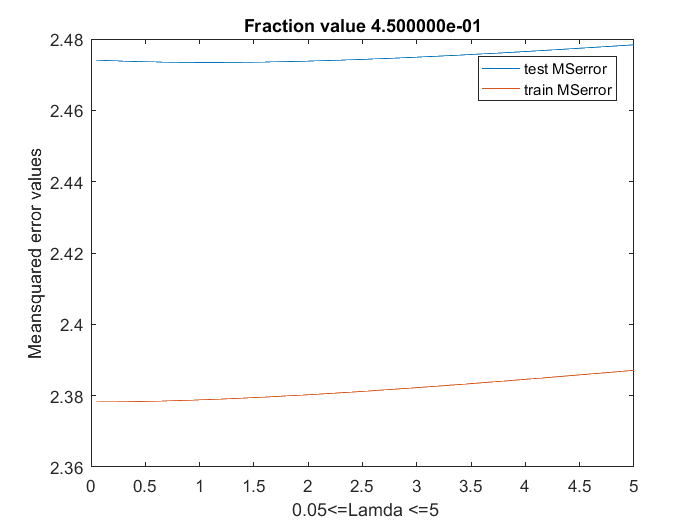 Fraction value 4.500000e-01
2.48
2.46
2.44
2.42
2.4
2.38
2.36
Meansquared error values
test MSerror
train MSerror
0 0.5 1 1.5 2 2.5 3 3.5 4 4.5 5
0.05<=Lamda <=5